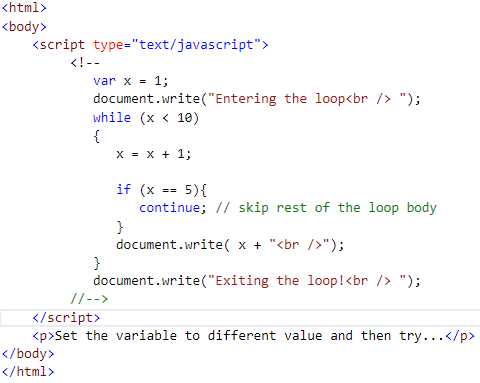 <html>
<body>
<script type="text/javascript">
<!--
var x = 1;
document.write("Entering the loop<br /> ");
while (x < 10)
{
x = x + 1;
if (x == 5){
continue; // skip rest of the loop body
}
document.write( x + "<br />");
}
document.write("Exiting the loop!<br /> ");
//-->
</script>
<p>Set the variable to different value and then try...</p>
</body>
</html>